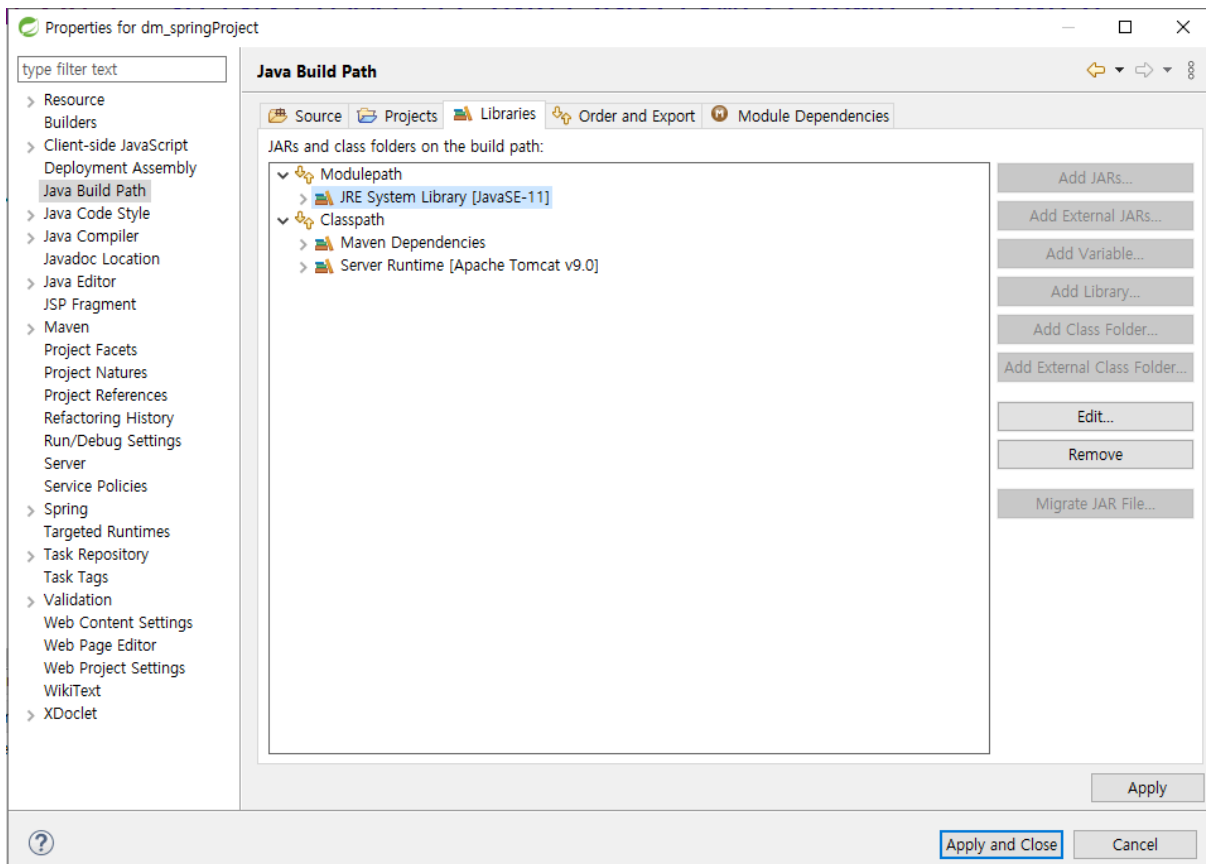 Properties for dm_springProject
type filter text
Resource
Builders
Client-side JavaScript
Deployment Assembly
Java Build Path
Java Code Style
Java Compiler
Javadoc Location
Java Editor
JSP Fragment
Maven
Project Facets
Project Natures
Project References
Refactoring History
Run/Debug Settings
Server
Service Policies
Spring
Targeted Runtimes
Task Repository
Task Tags
Validation
Web Content Settings
Web Page Editor
Web Project Settings
WikiText
XDoclet
Java Build Path
Source Projects Libraries Order and Export Module Dependencies
JARs and class folders on the build path:
Modulepath
JRE System Library [JavaSE-11]
Classpath
Maven Dependencies
Server Runtime [Apache Tomcat v9.0]
Add JARs...
Add External JARs...
Add Variable...
Add Library...
Add Class Folder...
Add External Class Folder...
Edit...
Remove
Migrate JAR File...
Apply
Apply and Close Cancel